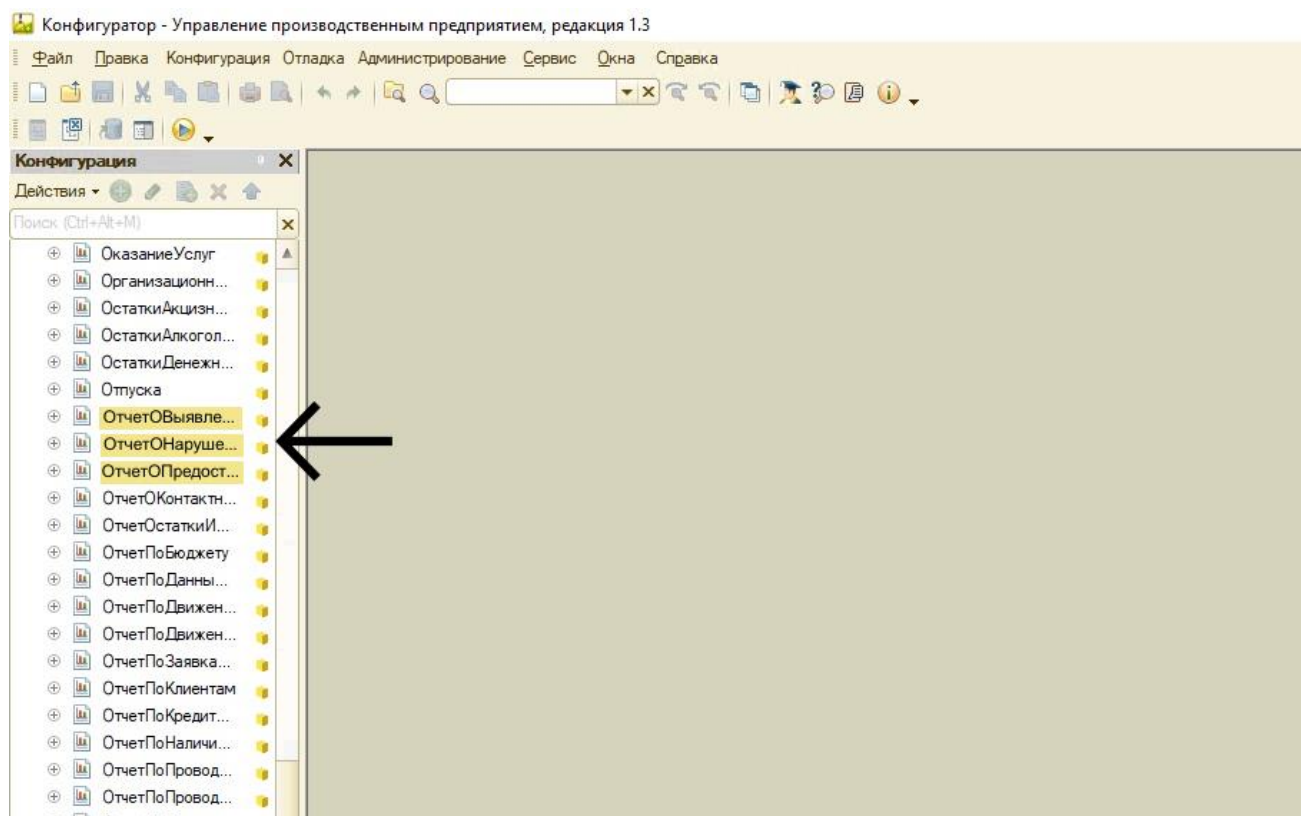 Конфигуратор - Управление производственным предприятием, редакция 1.3
Файл Правка Конфигурация Отладка Администрирование Сервис Окна Справка
Конфигурация
Действия
Поиск (Ctrl+Alt+M)
ОказаниеУслуг
Организационн...
ОстаткиАкцизн...
ОстаткиАлкогол...
ОстаткиДенежн...
Отпуска
ОтчетОВыявле...
ОтчетОНаруше...
ОтчетОПредост...
ОтчетОКонтактн...
ОтчетОстаткиИ...
ОтчетПоБюджету
ОтчетПоДанны...
ОтчетПоДвижен...
ОтчетПоДвижен...
ОтчетПоЗаявка...
ОтчетПоКлиентам
ОтчетПоКредит...
ОтчетПоНаличи...
ОтчетПоПровод...
ОтчетПоПровод...